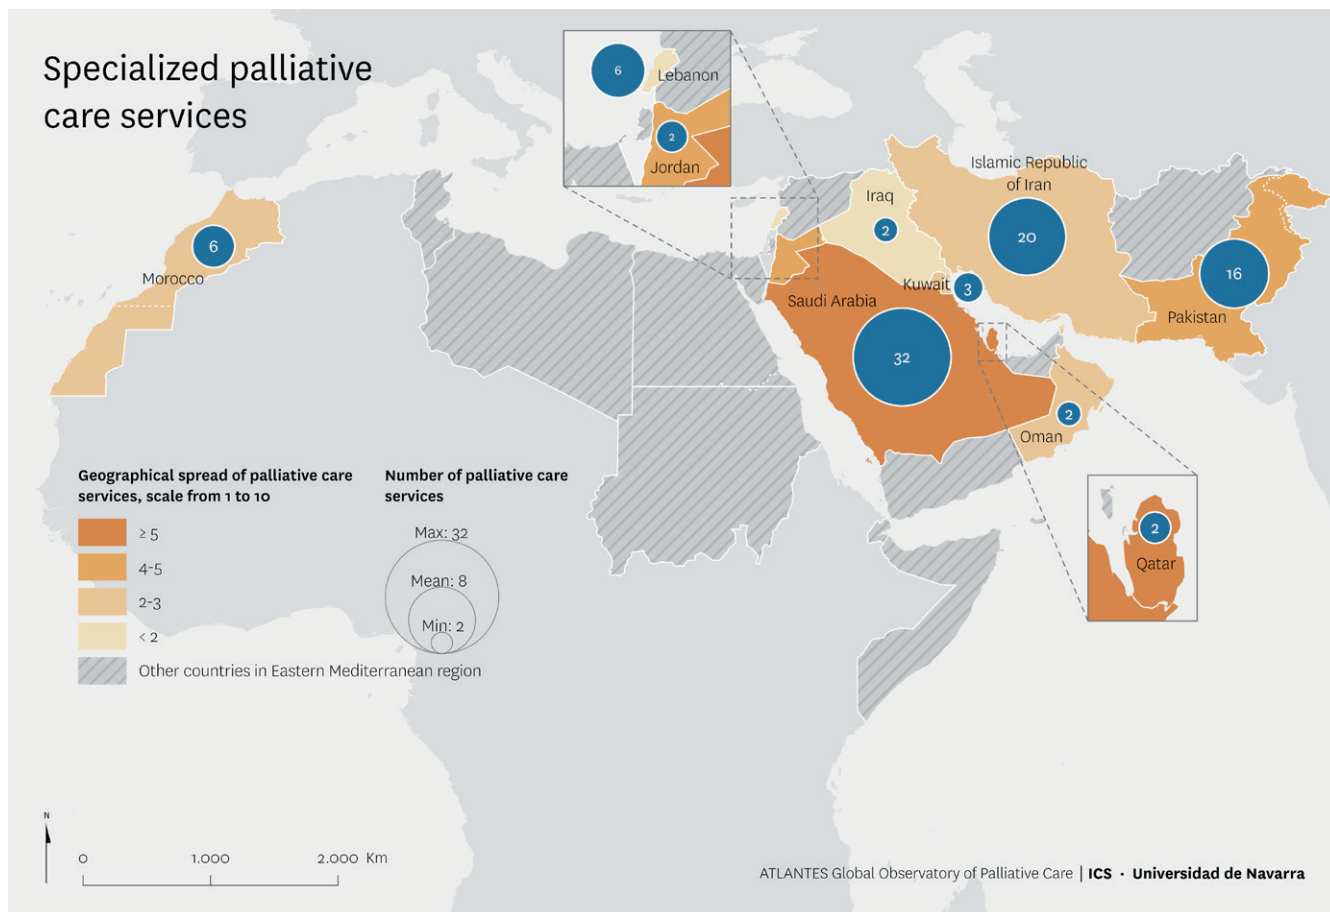 Specialized palliative
care services
6
Lebanon
2
Jordan
Islamic Republic
of Iran
20
Iraq
2
6
Morocco
Kuwait
3
16
Pakistan
Saudi Arabia
32
2
Oman
2
Qatar
Geographical spread of palliative care
services, scale from 1 to 10
≥ 5
4-5
2-3
< 2
Other countries in Eastern Mediterranean region
Number of palliative care
services
Max: 32
Mean: 8
Min: 2
N
0 1.000 2.000 Km
ATLANTES Global Observatory of Palliative Care | ICS · Universidad de Navarra